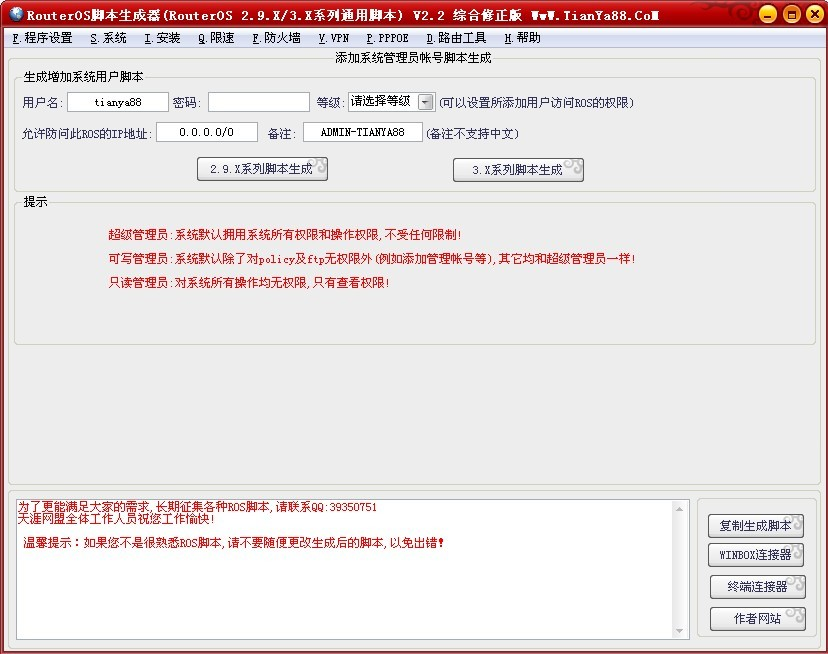 RouterOS脚本生成器(RouterOS 2.9.X/3.X系列通用脚本) V2.2 综合修正版 WwW.TianYa88.CoM
F.程序设置 S.系统 I.安装 Q.限速 F.防火墙 V.VPN P.PPPOE D.路由工具 H.帮助
添加系统管理员帐号脚本生成
生成增加系统用户脚本
用户名: tianya88 密码: 等级: 请选择等级 (可以设置所添加用户访问ROS的权限)
允许防问此ROS的IP地址: 0.0.0.0/0 备注: ADMIN-TIANYA88 (备注不支持中文)
2.9.X系列脚本生成 3.X系列脚本生成
提示
超级管理员:系统默认拥用系统所有权限和操作权限,不受任何限制!
可写管理员:系统默认除了对policy及ftp无权限外(例如添加管理帐号等),其它均和超级管理员一样!
只读管理员:对系统所有操作均无权限,只有查看权限!
为了更能满足大家的需求,长期征集各种ROS脚本,请联系QQ:39350751
天涯网盟全体工作人员祝您工作愉快!
温馨提示：如果您不是很熟悉ROS脚本,请不要随便更改生成后的脚本,以免出错!
复制生成脚本
WINBOX连接器
终端连接器
作者网站